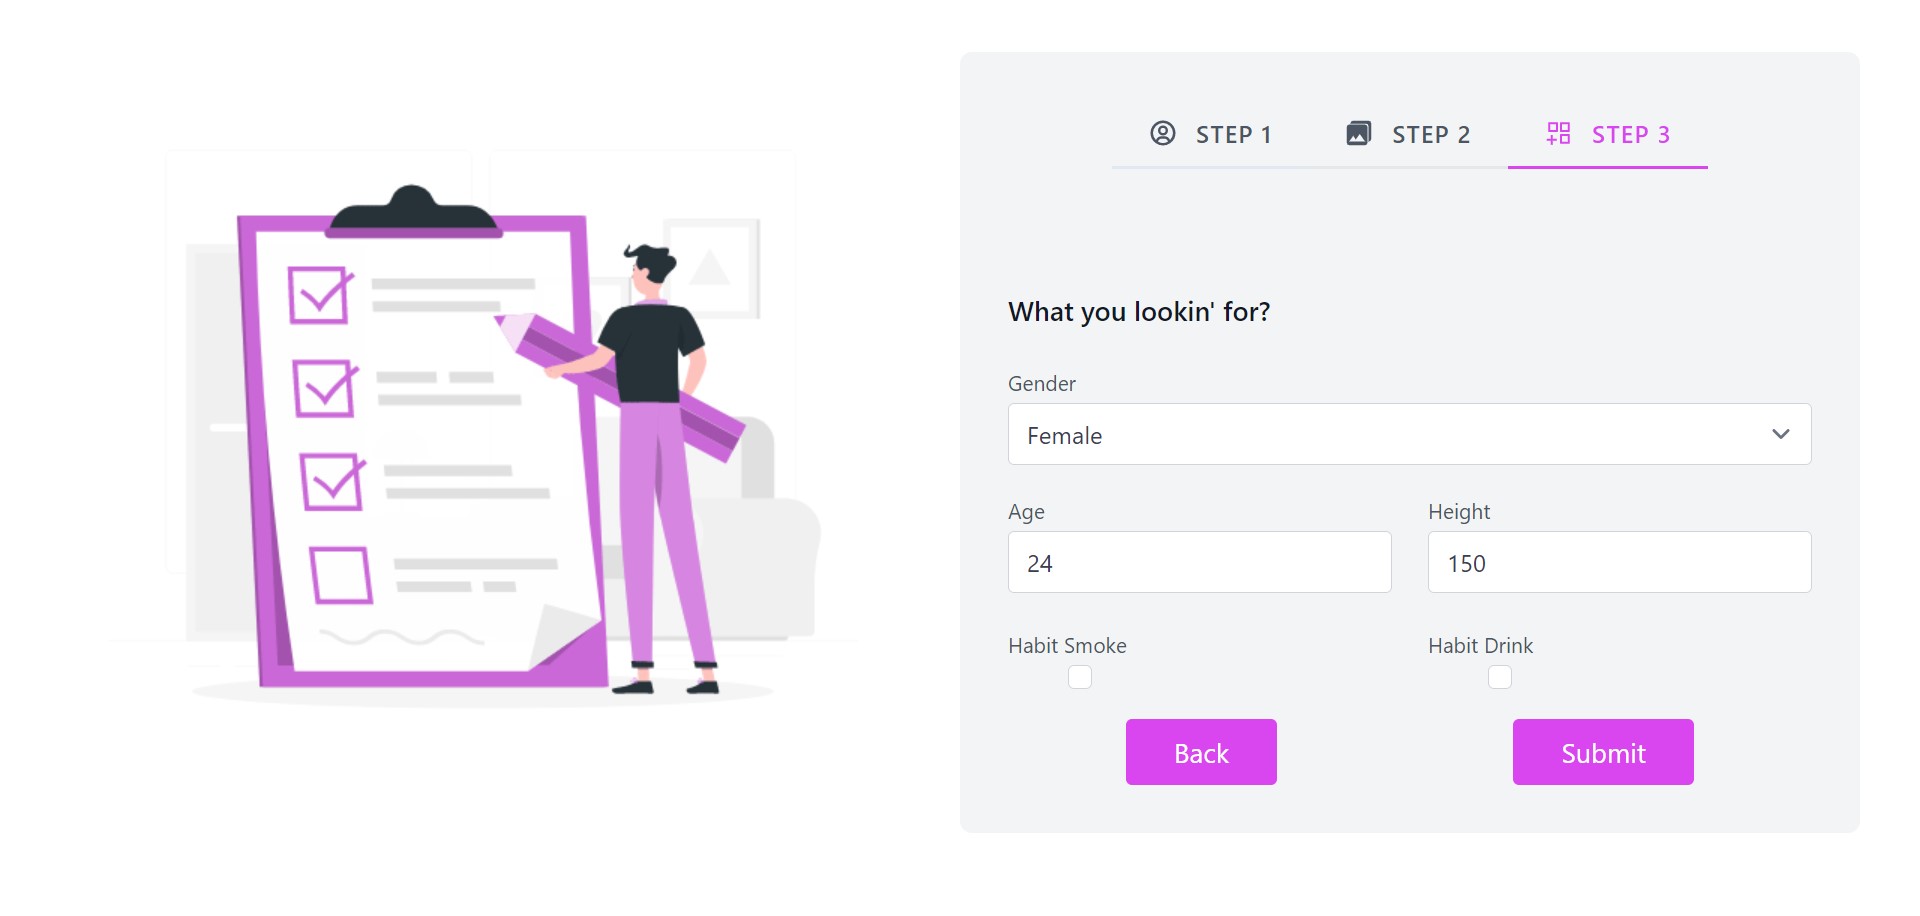 STEP 1 STEP 2 STEP 3
What you lookin' for?
Gender
Female
Age Height
24 150
Habit Smoke Habit Drink
Back Submit